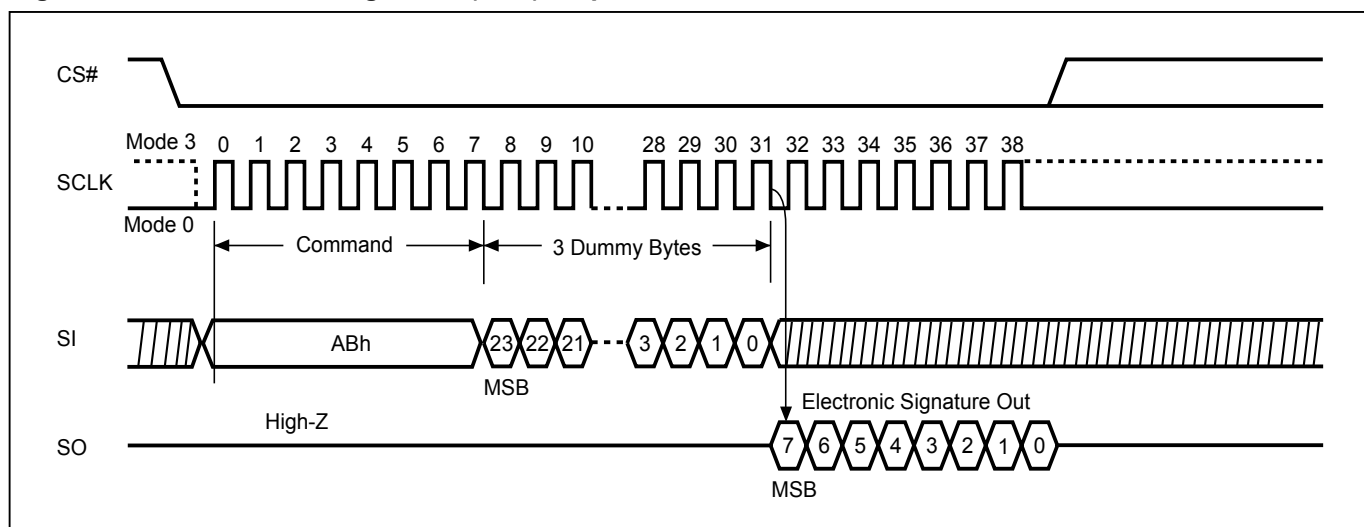 CS#
Mode 3 0 1 2 3 4 5 6 7 8 9 10 28 29 30 31 32 33 34 35 36 37 38
SCLK
Mode 0
Command 3 Dummy Bytes
SI ABh 23 22 21 3 2 1 0
MSB
High-Z Electronic Signature Out
SO 7 6 5 4 3 2 1 0
MSB